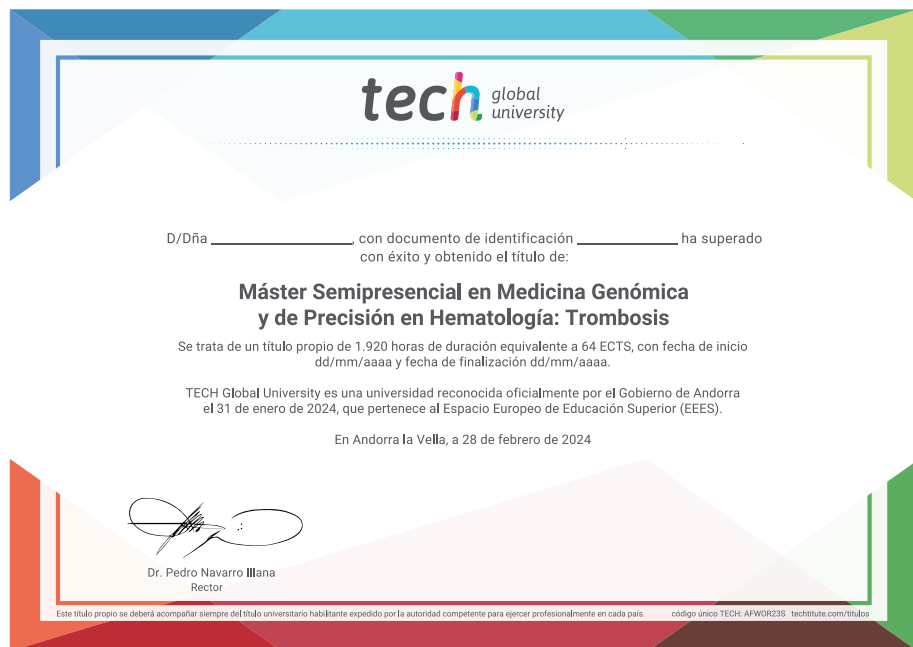 tech global
university
D/Dña ____________________, con documento de identificación ______________ ha superado
con éxito y obtenido el título de:
Máster Semipresencial en Medicina Genómica
y de Precisión en Hematología: Trombosis
Se trata de un título propio de 1.920 horas de duración equivalente a 64 ECTS, con fecha de inicio
dd/mm/aaaa y fecha de finalización dd/mm/aaaa.
TECH Global University es una universidad reconocida oficialmente por el Gobierno de Andorra
el 31 de enero de 2024, que pertenece al Espacio Europeo de Educación Superior (EEES).
En Andorra la Vella, a 28 de febrero de 2024
Dr. Pedro Navarro Illana
Rector
Este título propio se deberá acompañar siempre del título universitario habilitante expedido por la autoridad competente para ejercer profesionalmente en cada país. código único TECH: AFWOR23S techtitute.com/titulos